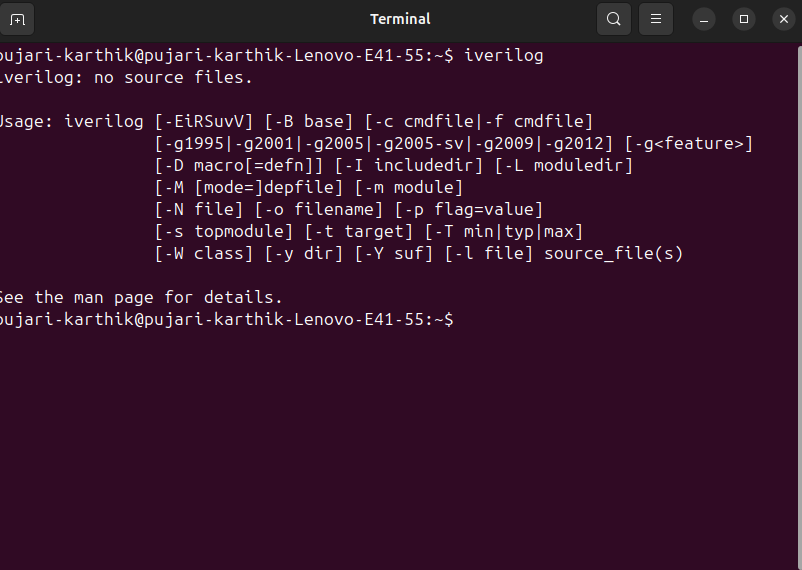 Terminal
pujari-karthik@pujari-karthik-Lenovo-E41-55:~$ iverilog
iverilog: no source files.
Usage: iverilog [-EiRSuvV] [-B base] [-c cmdfile|-f cmdfile]
[-g1995|-g2001|-g2005|-g2005-sv|-g2009|-g2012] [-g<feature>]
[-D macro[=defn]] [-I includedir] [-L moduledir]
[-M [mode=]depfile] [-m module]
[-N file] [-o filename] [-p flag=value]
[-s topmodule] [-t target] [-T min|typ|max]
[-W class] [-y dir] [-Y suf] [-l file] source_file(s)
See the man page for details.
pujari-karthik@pujari-karthik-Lenovo-E41-55:~$